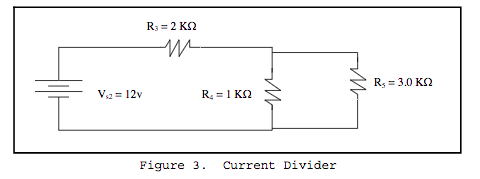 R₃ = 2 KΩ
Vₛ₂ = 12v
R₄ = 1 KΩ
R₅ = 3.0 KΩ
Figure 3. Current Divider